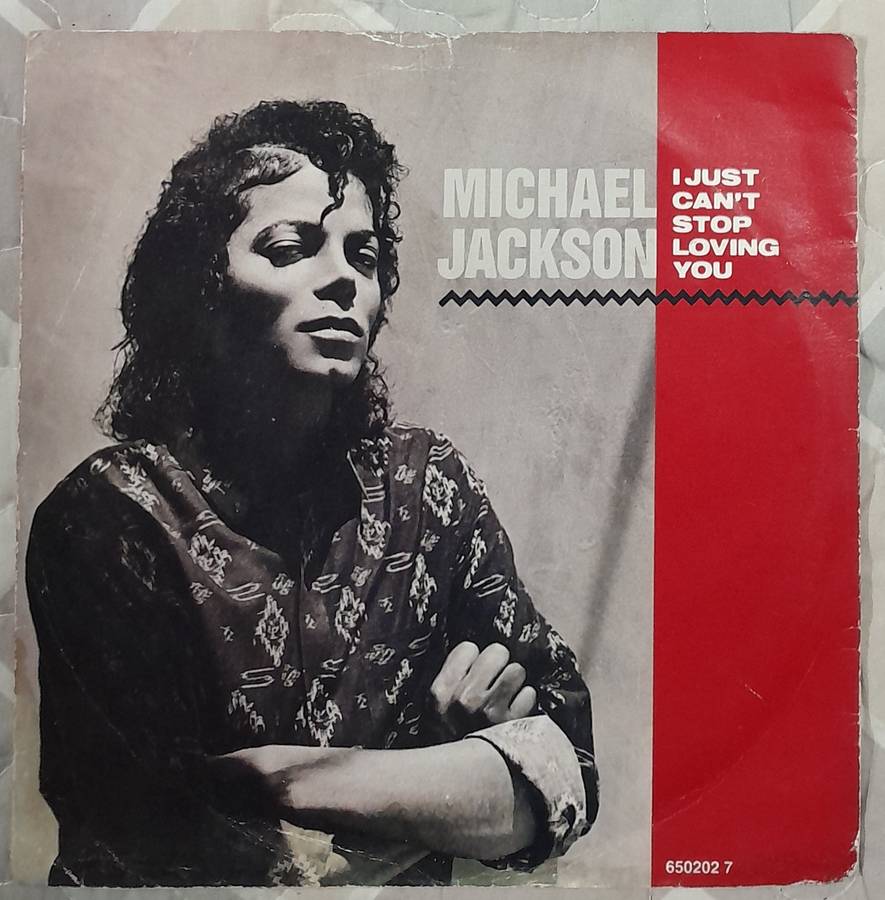 MICHAEL
JACKSON
I JUST
CAN'T
STOP
LOVING
YOU
650202 7